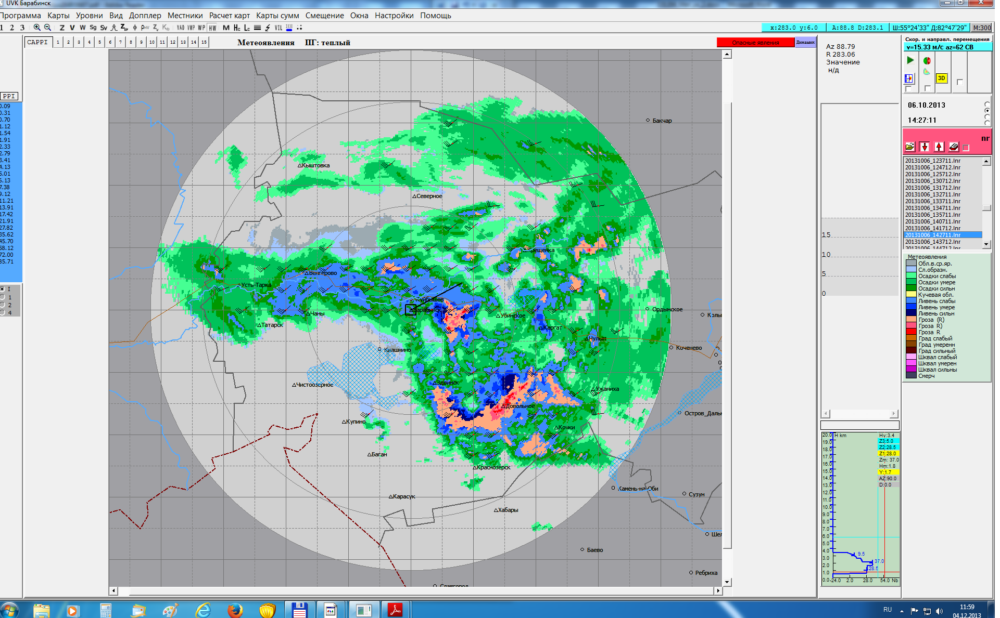 UVK Барабинск
Программа Карты Уровни Вид Допплер Местники Расчет карт Карты сумм Смещение Окна Настройки Помощь
1 2 3 Z V W Sg Sv VAD VWP WP HW M Hc Lc VIL
x:283.0 y:6.0 A:88.8 D:283.1 Ш:55°24'33" Д:82°47'29" М:300
CAPPI 1 2 3 4 5 6 7 8 9 10 11 12 13 14 15
Метеоявления ПГ: теплый
Опасные явления Динамик
PPI
0.09
0.31
0.70
1.12
1.54
1.91
2.33
2.79
3.41
4.13
5.01
7.38
9.12
11.21
13.91
17.42
21.91
27.82
35.62
45.70
58.12
72.00
I
1
2
4
Бакчар
Кыштовка
Северное
Крещенка
Венгерово
Усть-Тарка
Куйбышев
Барабинск
Чаны
Убинское
Ордынское
Колы
Татарск
Каргат
Чулым
Квашнино
Коченево
Чистоозерное
Здвинск
Ужаниха
Довольное
Остров_Даль
Купино
Кочки
Баган
Краснозерск
Камень-на-Оби
Сузун
Карасук
Хабары
Шел
Баево
Ребриха
Славгород
Az 88.79
R 283.06
Значение
н/д
15
10
5
0
20.0 H km
19.0
18.0
17.0
16.0
15.0
14.0
13.0
12.0
11.0
10.0
9.0
8.0
7.0
6.0
5.0
4.0
3.0
2.0
1.0
0.0 -24.0 2.0 28.0 54.0 Nb
Hv:3.4
Z3:5.0
Z2:28.5
Z1:28.0
Zm: 37.0
Hm:1.8
Y:1.7
AZ:90.0
D:0.0
9.5
37.0
28.5
Скор. и направл. перемещения
v=15.33 м/с az=62 СВ
3D
06.10.2013
14:27:11
nr
20131006_123711.lnr
20131006_124712.lnr
20131006_125712.lnr
20131006_130712.lnr
20131006_131712.lnr
20131006_132711.lnr
20131006_133711.lnr
20131006_134711.lnr
20131006_135711.lnr
20131006_140711.lnr
20131006_141712.lnr
20131006_142711.lnr
20131006_143712.lnr
20131006_144712.lnr
Метеоявления
Обл.в.ср.яр.
Сл.образн.
Осадки слабы
Осадки умере
Осадки сильн
Кучевая обл.
Ливень слабы
Ливень умере
Ливень сильн
Гроза (R)
Гроза R)
Гроза R
Град слабый
Град умеренн
Град сильный
Шквал слабый
Шквал умерен
Шквал сильны
Смерч
RU
11:59
04.12.2013